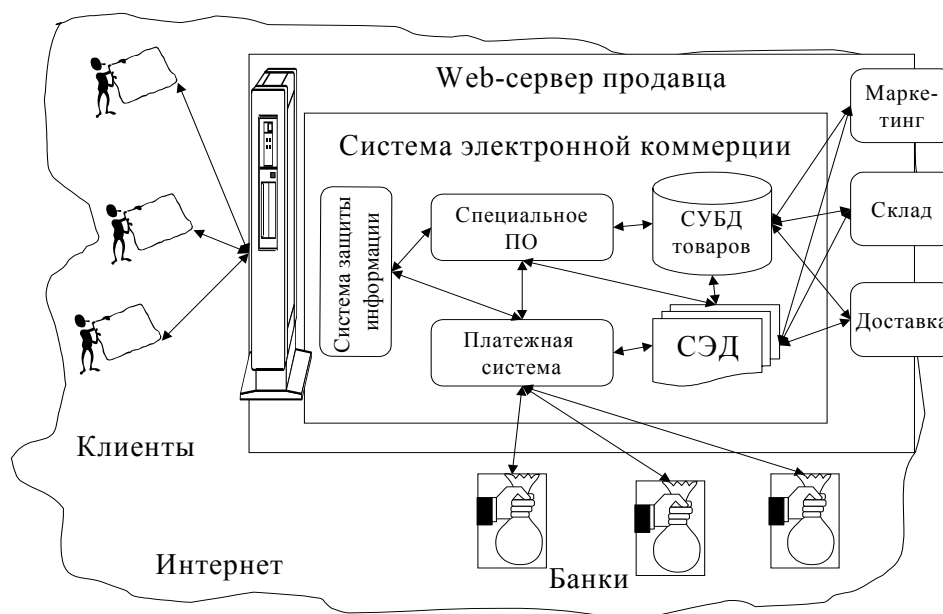 Web-сервер продавца
Марке-
тинг
Система электронной коммерции
Система защиты
информации
Специальное
ПО
СУБД
товаров
Склад
Платежная
система
СЭД
Доставка
Клиенты
Интернет
Банки